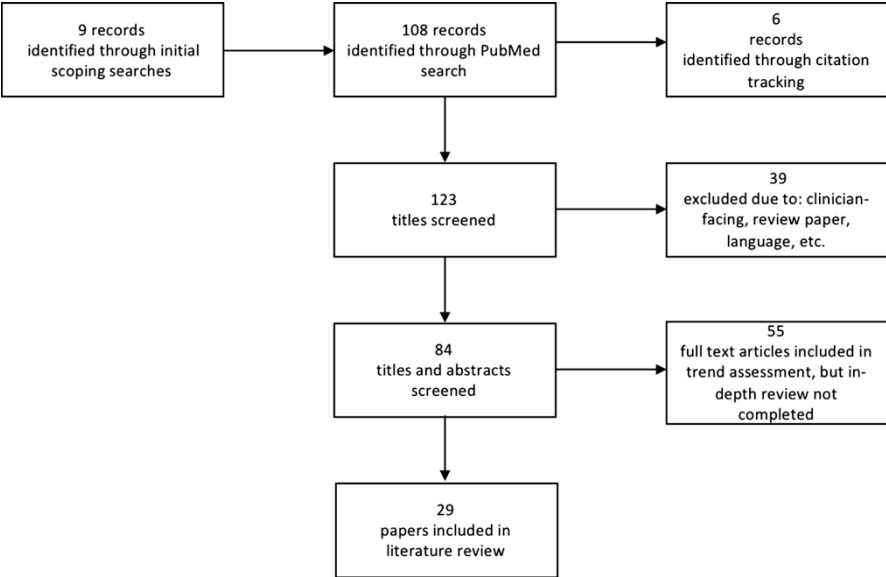 9 records
identified through initial
scoping searches
108 records
identified through PubMed
search
6
records
identified through citation
tracking
123
titles screened
39
excluded due to: clinician-
facing, review paper,
language, etc.
84
titles and abstracts
screened
55
full text articles included in
trend assessment, but in-
depth review not
completed
29
papers included in
literature review